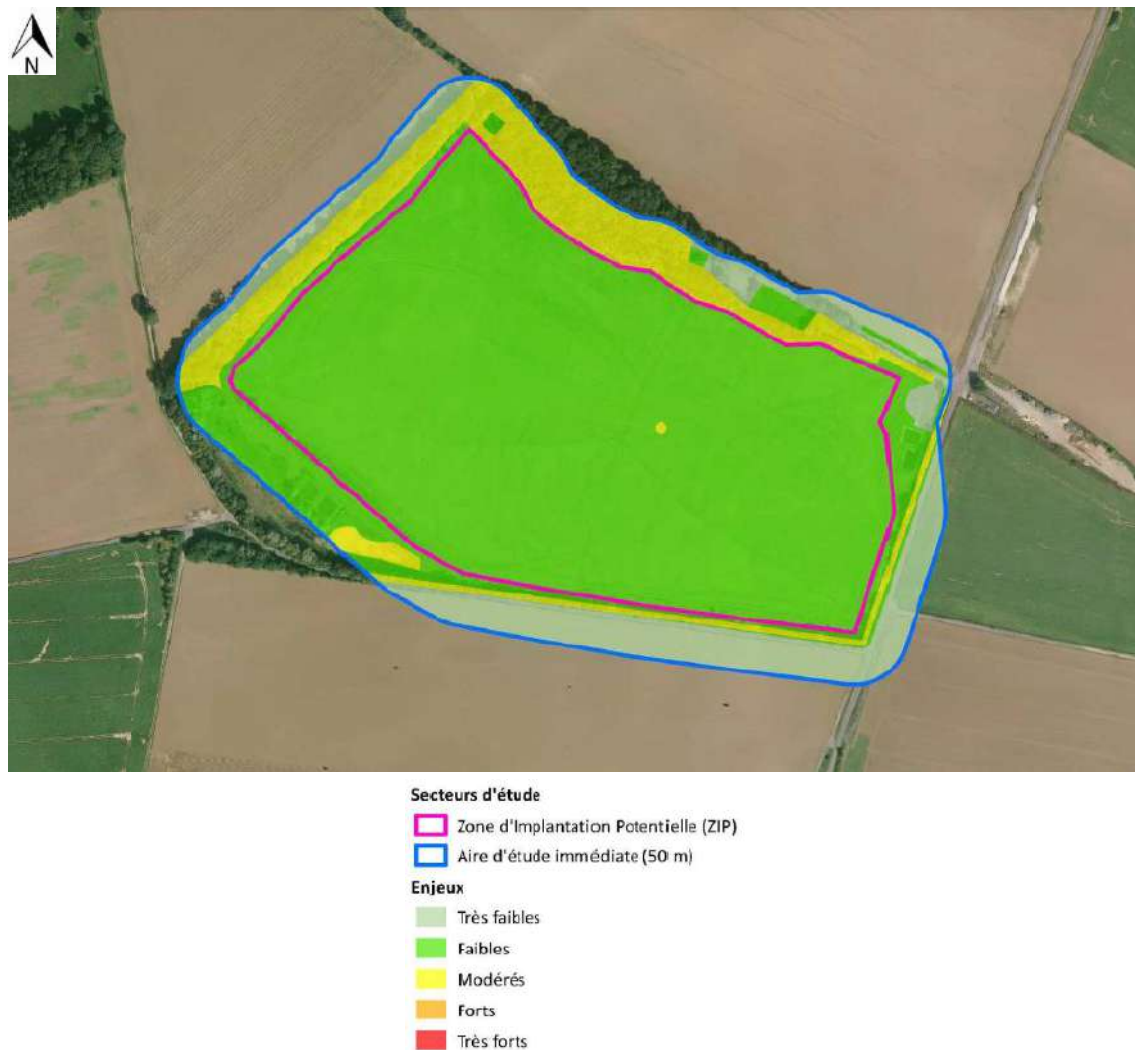 N
Secteurs d'étude
Zone d'Implantation Potentielle (ZIP)
Aire d'étude immédiate (50 m)
Enjeux
Très faibles
Faibles
Modérés
Forts
Très forts